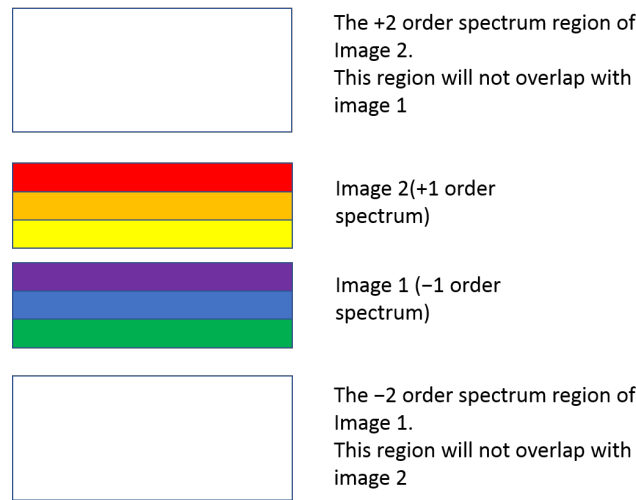 The +2 order spectrum region of
Image 2.
This region will not overlap with
image 1
Image 2(+1 order
spectrum)
Image 1 (−1 order
spectrum)
The −2 order spectrum region of
Image 1.
This region will not overlap with
image 2